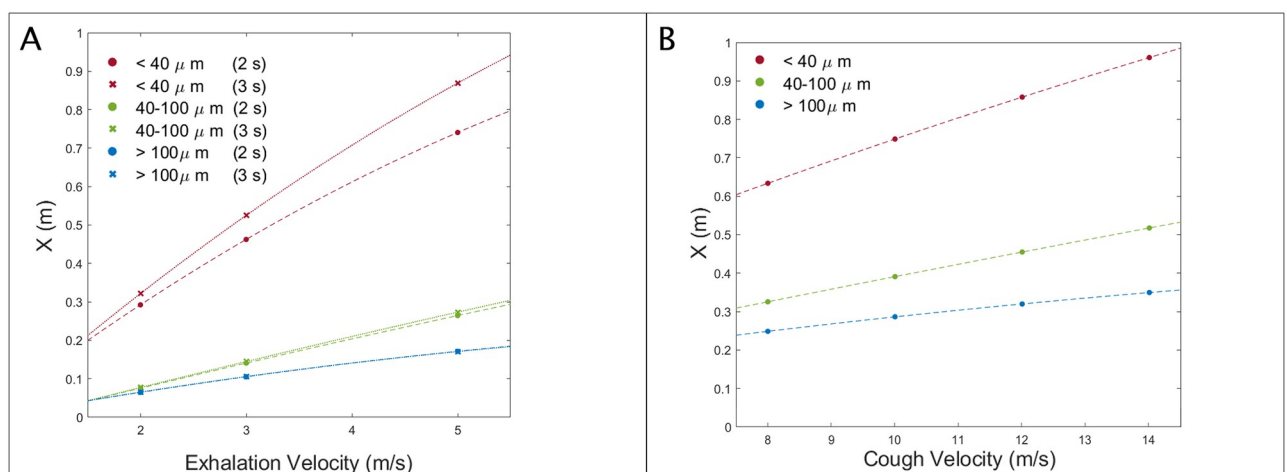 A
< 40 μ m (2 s)
< 40 μ m (3 s)
40-100 μ m (2 s)
40-100 μ m (3 s)
> 100μ m (2 s)
> 100μ m (3 s)
1
0.9
0.8
0.7
0.6
0.5
0.4
0.3
0.2
0.1
0
X (m)
2
3
4
5
Exhalation Velocity (m/s)
B
< 40 μ m
40-100 μ m
> 100μ m
1
0.9
0.8
0.7
0.6
0.5
0.4
0.3
0.2
0.1
0
X (m)
8
9
10
11
12
13
14
Cough Velocity (m/s)